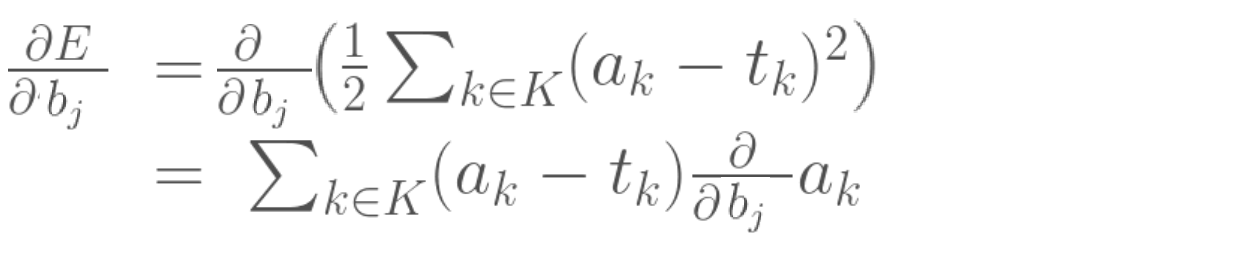 ∂E/∂b_j = ∂/∂b_j (1/2 ∑_{k∈K}(a_k − t_k)²)
= ∑_{k∈K}(a_k − t_k) ∂/∂b_j a_k